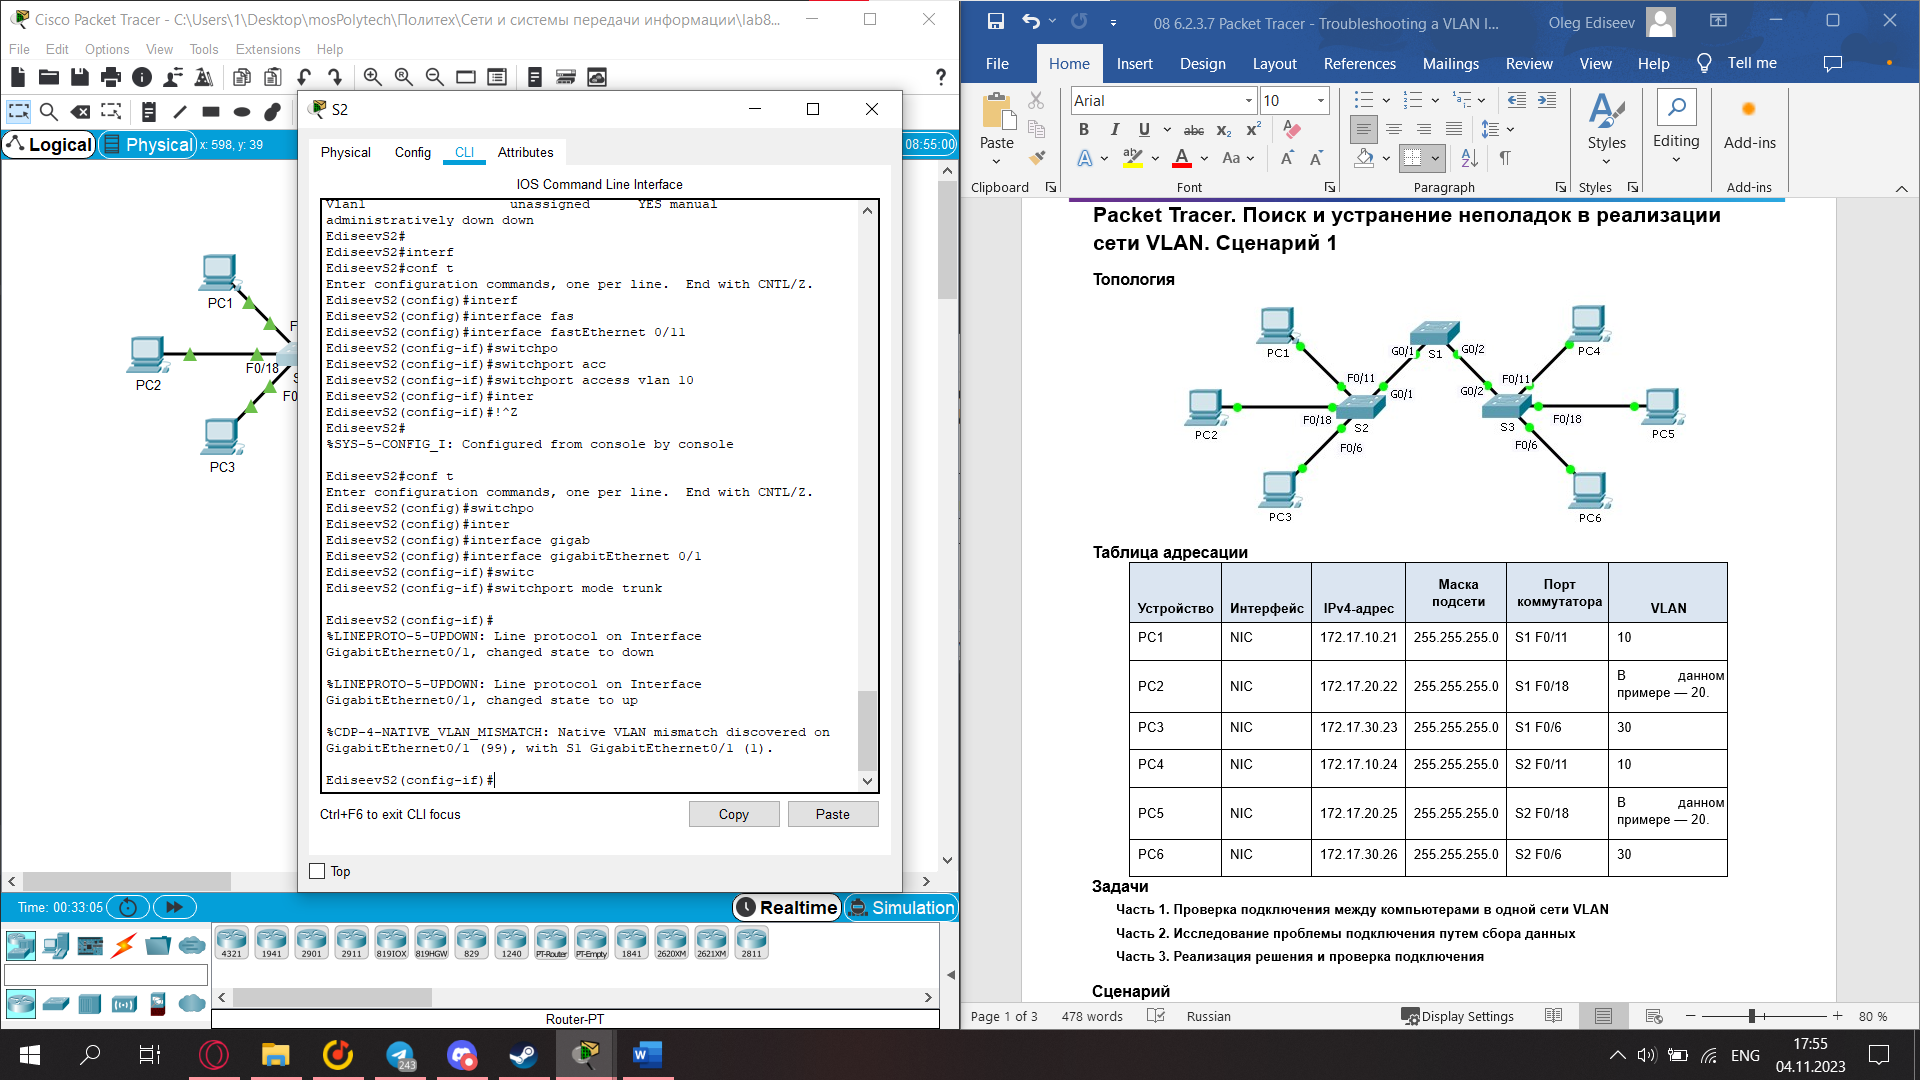 Cisco Packet Tracer - C:\Users\1\Desktop\mosPolytech\Политех\Сети и системы передачи информации\lab8...
File Edit Options View Tools Extensions Help
?
Logical Physical x: 598, y: 39 08:55:00
PC1
PC2
F0/18
PC3
S2
Physical Config CLI Attributes
IOS Command Line Interface
Vlan1 unassigned YES manual
administratively down down
EdiseevS2#
EdiseevS2#interf
EdiseevS2#conf t
Enter configuration commands, one per line. End with CNTL/Z.
EdiseevS2(config)#interf
EdiseevS2(config)#interface fas
EdiseevS2(config)#interface fastEthernet 0/11
EdiseevS2(config-if)#switchpo
EdiseevS2(config-if)#switchport acc
EdiseevS2(config-if)#switchport access vlan 10
EdiseevS2(config-if)#inter
EdiseevS2(config-if)#!^Z
EdiseevS2#
%SYS-5-CONFIG_I: Configured from console by console
EdiseevS2#conf t
Enter configuration commands, one per line. End with CNTL/Z.
EdiseevS2(config)#switchpo
EdiseevS2(config)#inter
EdiseevS2(config)#interface gigab
EdiseevS2(config)#interface gigabitEthernet 0/1
EdiseevS2(config-if)#switc
EdiseevS2(config-if)#switchport mode trunk
EdiseevS2(config-if)#
%LINEPROTO-5-UPDOWN: Line protocol on Interface
GigabitEthernet0/1, changed state to down
%LINEPROTO-5-UPDOWN: Line protocol on Interface
GigabitEthernet0/1, changed state to up
%CDP-4-NATIVE_VLAN_MISMATCH: Native VLAN mismatch discovered on
GigabitEthernet0/1 (99), with S1 GigabitEthernet0/1 (1).
EdiseevS2(config-if)#
Ctrl+F6 to exit CLI focus Copy Paste
Top
Time: 00:33:05 Realtime Simulation
4321 1941 2901 2911 819IOX 819HGW 829 1240 PT-Router PT-Empty 1841 2620XM 2621XM 2811
Router-PT
08 6.2.3.7 Packet Tracer - Troubleshooting a VLAN I... Oleg Ediseev
File Home Insert Design Layout References Mailings Review View Help Tell me
Paste Arial 10 Styles Editing Add-ins
Clipboard Font Paragraph Styles Add-ins
Packet Tracer. Поиск и устранение неполадок в реализации
сети VLAN. Сценарий 1
Топология
PC1 G0/1 S1 G0/2 PC4
F0/11 G0/1 G0/2 F0/11
PC2 F0/18 S2 S3 F0/18 PC5
F0/6 F0/6
PC3 PC6
Таблица адресации
Устройство Интерфейс IPv4-адрес Маска подсети Порт коммутатора VLAN
PC1 NIC 172.17.10.21 255.255.255.0 S1 F0/11 10
PC2 NIC 172.17.20.22 255.255.255.0 S1 F0/18 В данном примере — 20.
PC3 NIC 172.17.30.23 255.255.255.0 S1 F0/6 30
PC4 NIC 172.17.10.24 255.255.255.0 S2 F0/11 10
PC5 NIC 172.17.20.25 255.255.255.0 S2 F0/18 В данном примере — 20.
PC6 NIC 172.17.30.26 255.255.255.0 S2 F0/6 30
Задачи
Часть 1. Проверка подключения между компьютерами в одной сети VLAN
Часть 2. Исследование проблемы подключения путем сбора данных
Часть 3. Реализация решения и проверка подключения
Сценарий
Page 1 of 3 478 words Russian Display Settings 80 %
243 ENG 17:55
04.11.2023